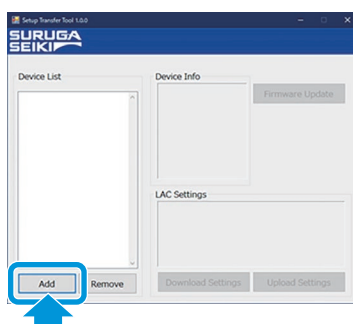 Setup Transfer Tool 1.0.0
SURUGA
SEIKI
Device List
Device Info
Firmware Update
LAC Settings
Add
Remove
Download Settings
Upload Settings